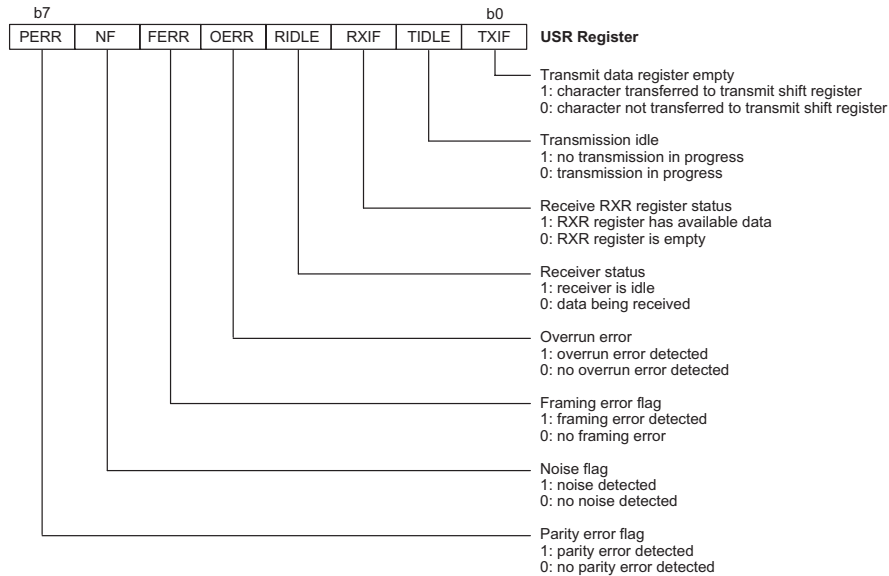 b7 b0
PERR NF FERR OERR RIDLE RXIF TIDLE TXIF USR Register
Transmit data register empty
1: character transferred to transmit shift register
0: character not transferred to transmit shift register
Transmission idle
1: no transmission in progress
0: transmission in progress
Receive RXR register status
1: RXR register has available data
0: RXR register is empty
Receiver status
1: receiver is idle
0: data being received
Overrun error
1: overrun error detected
0: no overrun error detected
Framing error flag
1: framing error detected
0: no framing error
Noise flag
1: noise detected
0: no noise detected
Parity error flag
1: parity error detected
0: no parity error detected